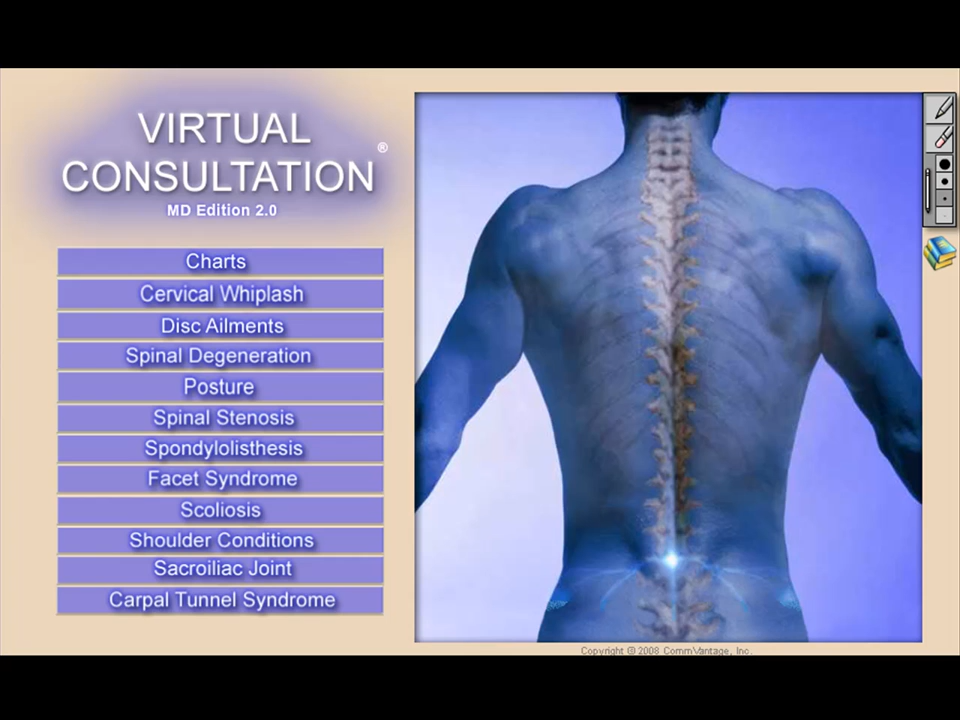 VIRTUAL
CONSULTATION ®
MD Edition 2.0
Charts
Cervical Whiplash
Disc Ailments
Spinal Degeneration
Posture
Spinal Stenosis
Spondylolisthesis
Facet Syndrome
Scoliosis
Shoulder Conditions
Sacroiliac Joint
Carpal Tunnel Syndrome
Copyright © 2008 CommVantage, Inc.